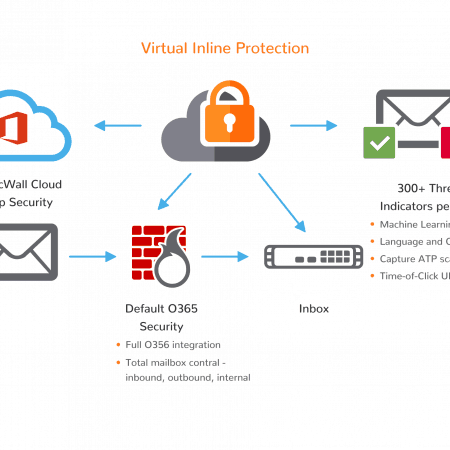 Virtual Inline Protection
cWall Cloud
p Security
300+ Thre
Indicators pe
Machine Learnin
Language and C
Capture ATP sc
Time-of-Click U
Default O365
Security
Full O356 integration
Total mailbox contral -
inbound, outbound, internal
Inbox